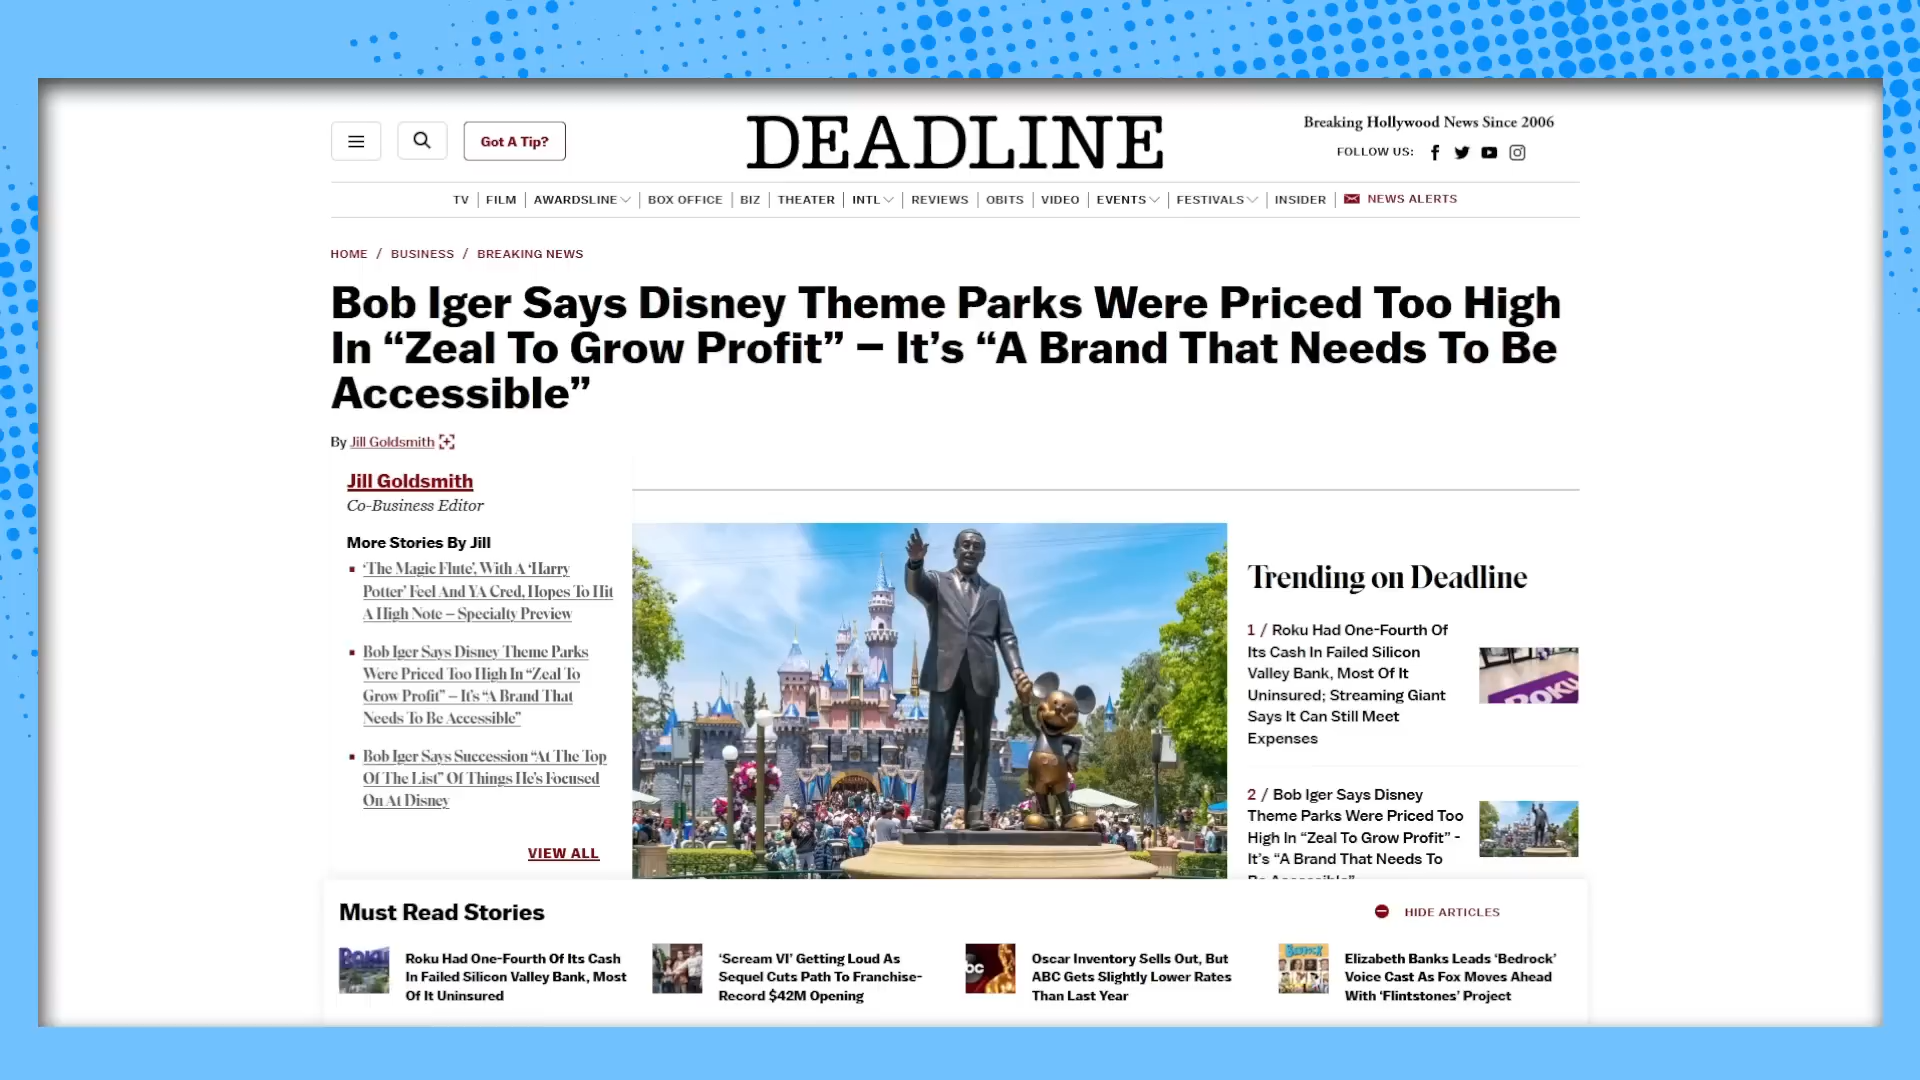 Got A Tip?
DEADLINE
Breaking Hollywood News Since 2006
FOLLOW US:
TV
FILM
AWARDSLINE
BOX OFFICE
BIZ
THEATER
INTL
REVIEWS
OBITS
VIDEO
EVENTS
FESTIVALS
INSIDER
NEWS ALERTS
HOME / BUSINESS / BREAKING NEWS
Bob Iger Says Disney Theme Parks Were Priced Too High
In “Zeal To Grow Profit” – It’s “A Brand That Needs To Be
Accessible”
By Jill Goldsmith
Jill Goldsmith
Co-Business Editor
More Stories By Jill
‘The Magic Flute’, With A ‘Harry
Potter’ Feel And YA Cred, Hopes To Hit
A High Note – Specialty Preview
Bob Iger Says Disney Theme Parks
Were Priced Too High In “Zeal To
Grow Profit” – It’s “A Brand That
Needs To Be Accessible”
Bob Iger Says Succession “At The Top
Of The List” Of Things He’s Focused
On At Disney
VIEW ALL
Trending on Deadline
1 / Roku Had One-Fourth Of
Its Cash In Failed Silicon
Valley Bank, Most Of It
Uninsured; Streaming Giant
Says It Can Still Meet
Expenses
ROKU
2 / Bob Iger Says Disney
Theme Parks Were Priced Too
High In “Zeal To Grow Profit” -
It’s “A Brand That Needs To
Be Accessible”
Must Read Stories
HIDE ARTICLES
Roku
Roku Had One-Fourth Of Its Cash
In Failed Silicon Valley Bank, Most
Of It Uninsured
‘Scream VI’ Getting Loud As
Sequel Cuts Path To Franchise-
Record $42M Opening
bc
Oscar Inventory Sells Out, But
ABC Gets Slightly Lower Rates
Than Last Year
BEDROCK
Elizabeth Banks Leads ‘Bedrock’
Voice Cast As Fox Moves Ahead
With ‘Flintstones’ Project